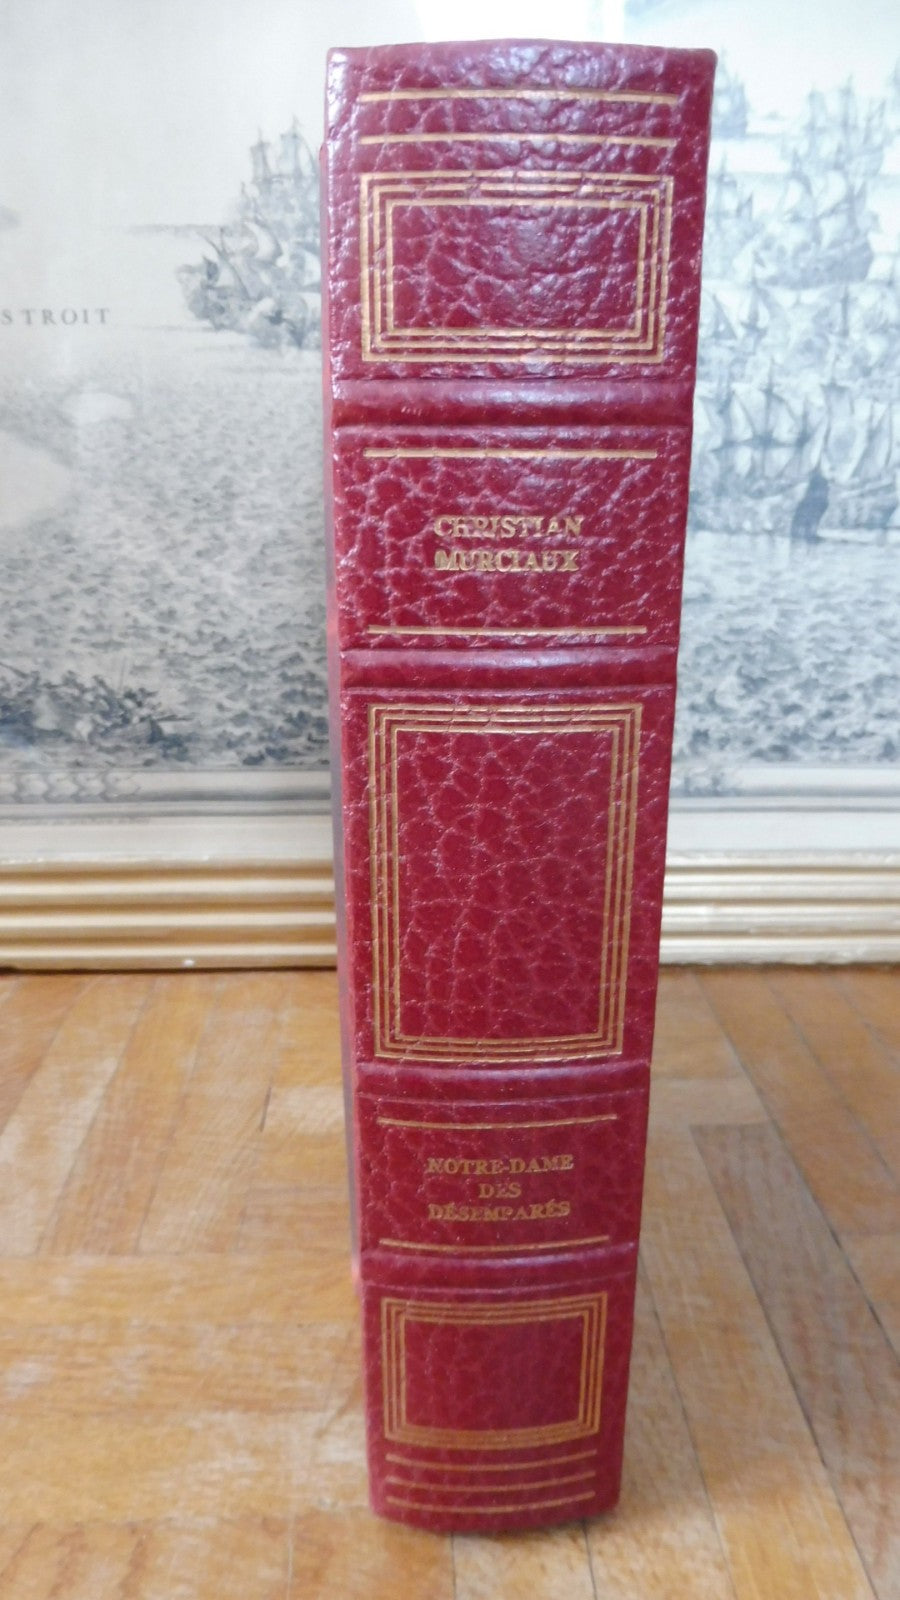 STROIT
CHRISTIAN
MURCIAUX
NOTRE-DAME
DES
DÉSEMPARÉS